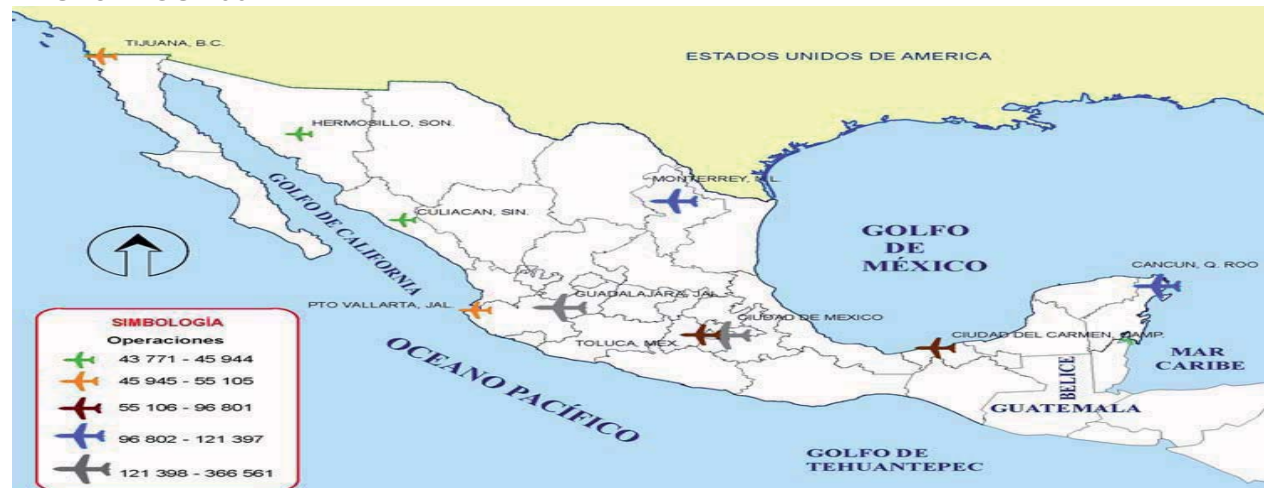 TIJUANA, B.C.
ESTADOS UNIDOS DE AMERICA
HERMOSILLO, SON.
MONTERREY, N.L.
GOLFO DE CALIFORNIA
CULIACAN, SIN.
GOLFO
DE
MÉXICO
CANCUN, Q. ROO
PTO VALLARTA, JAL.
GUADALAJARA, JAL.
CIUDAD DE MEXICO
TOLUCA, MEX.
CIUDAD DEL CARMEN, CAMP.
OCEANO PACÍFICO
MAR
CARIBE
BELICE
GUATEMALA
GOLFO DE
TEHUANTEPEC
SIMBOLOGÍA
Operaciones
43 771 - 45 944
45 945 - 55 105
55 106 - 96 801
96 802 - 121 397
121 398 - 366 561